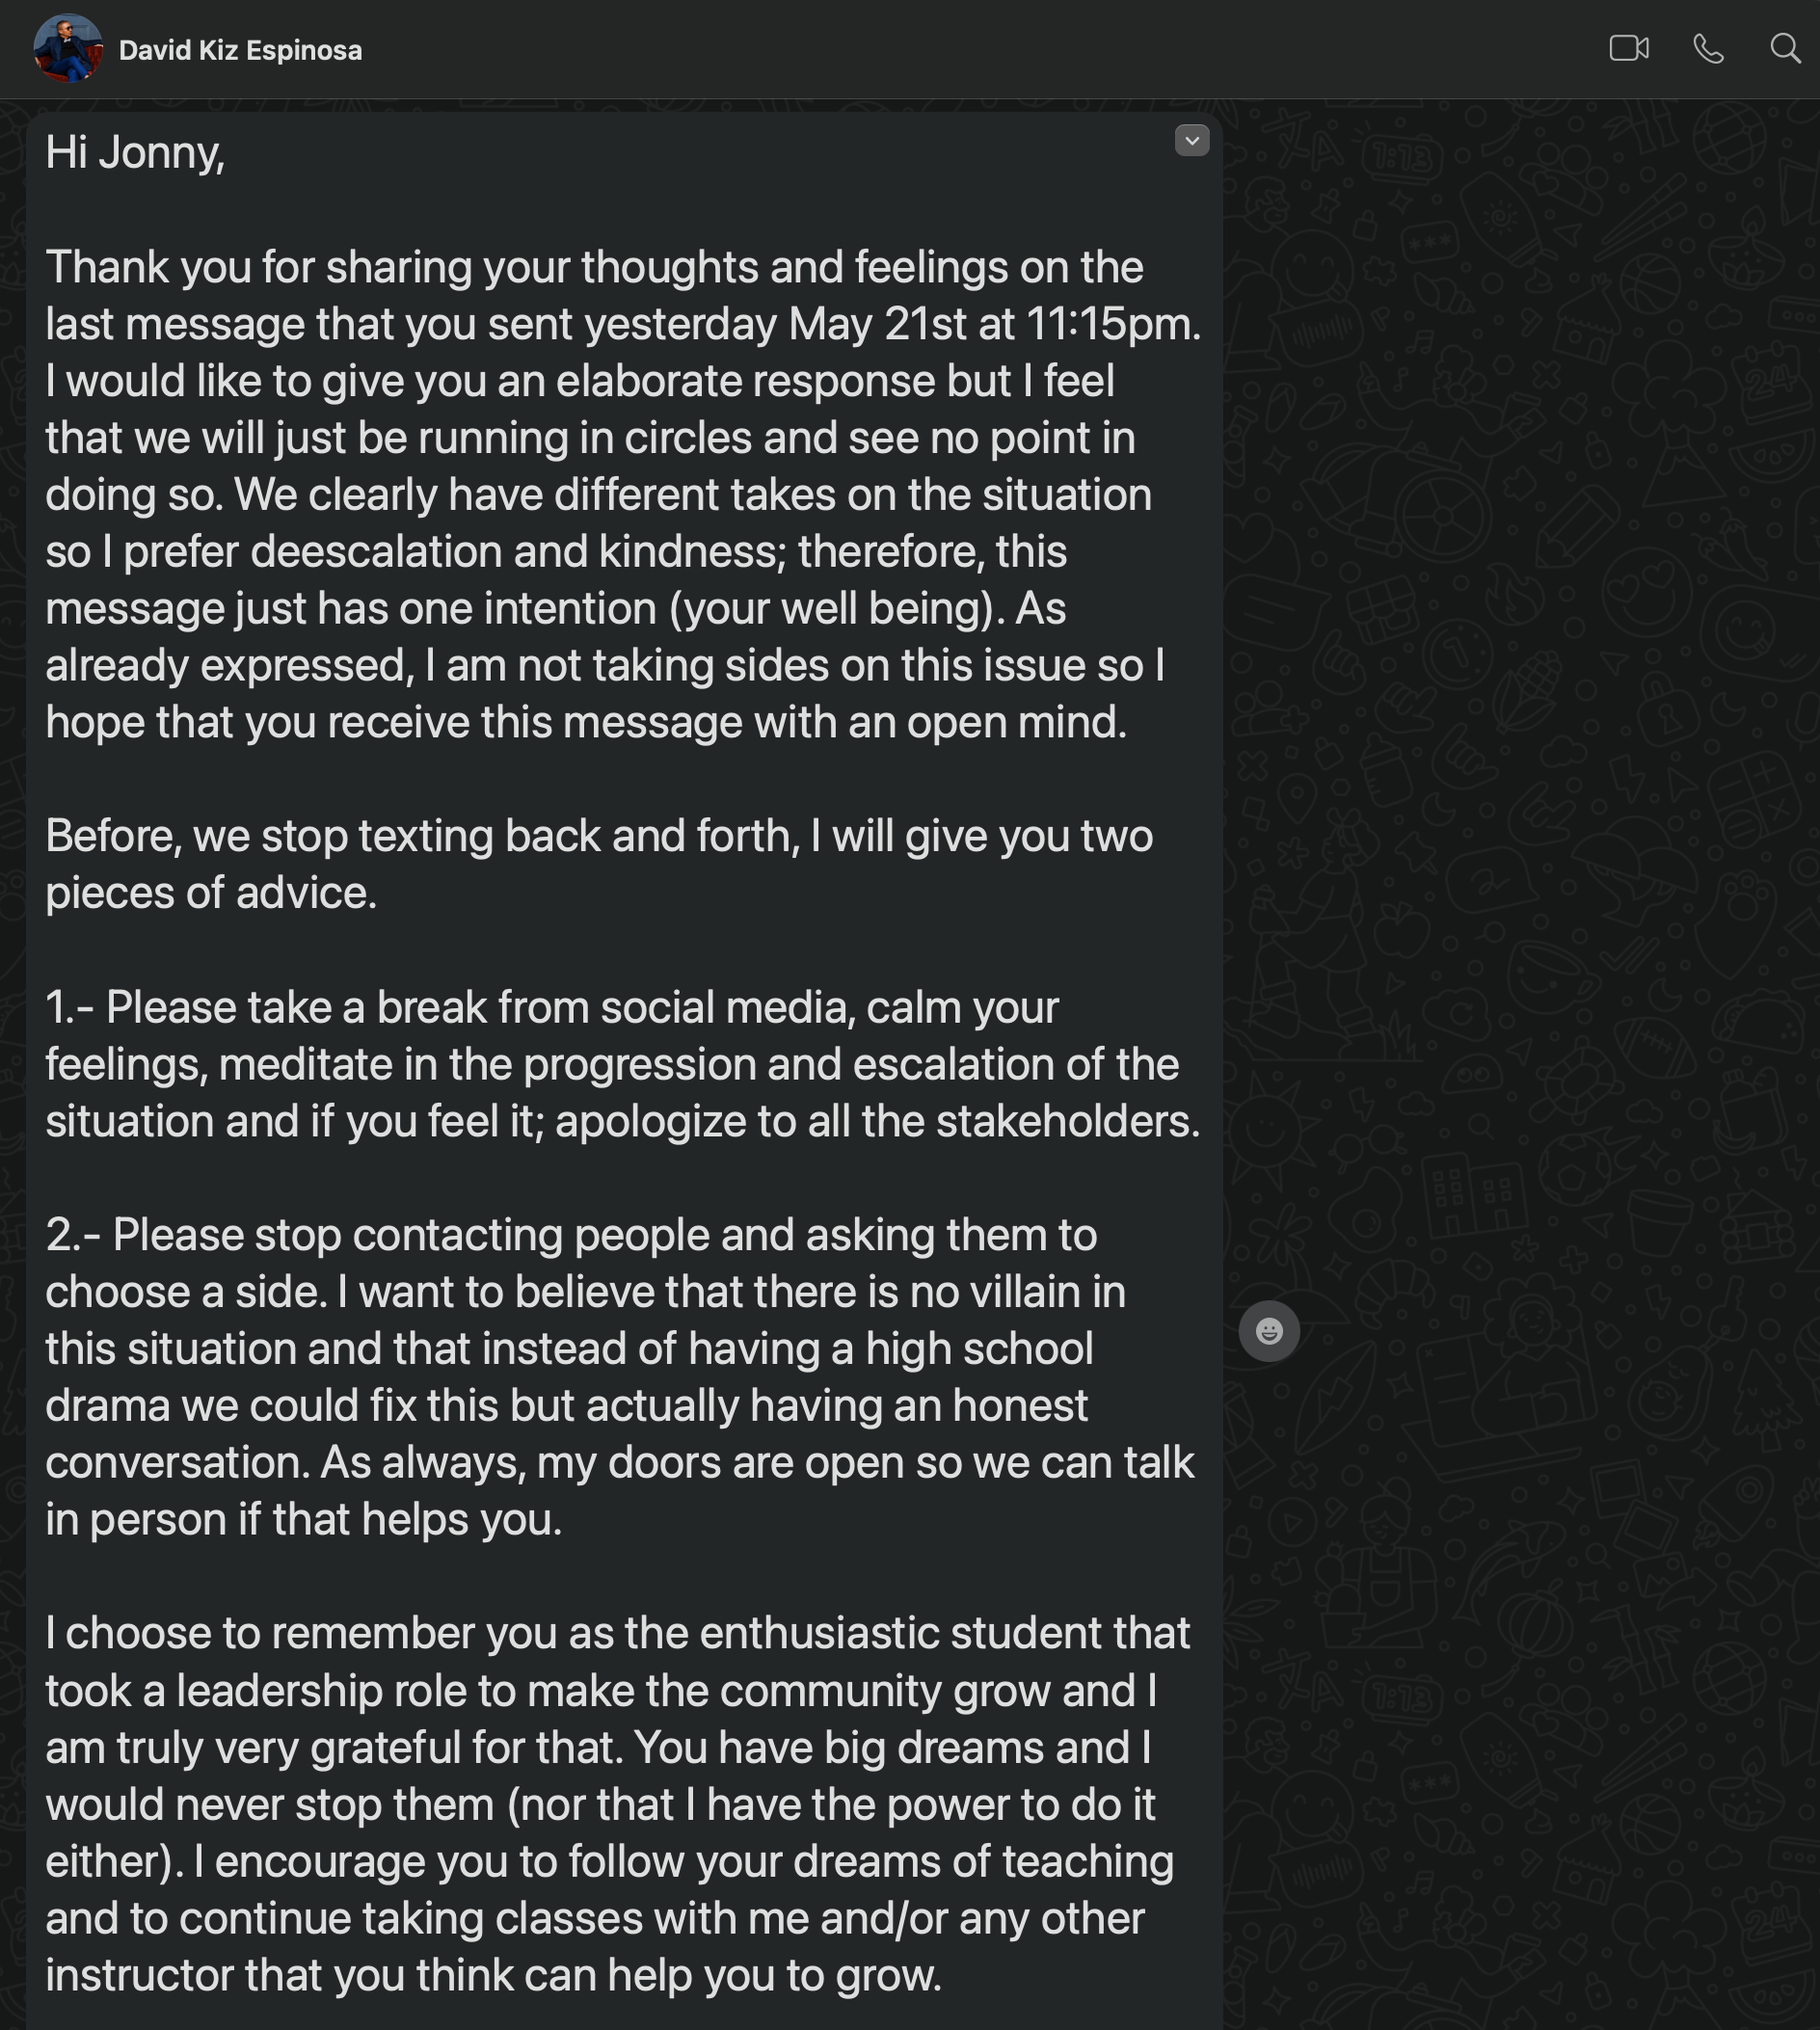 David Kiz Espinosa
Hi Jonny,
Thank you for sharing your thoughts and feelings on the
last message that you sent yesterday May 21st at 11:15pm.
I would like to give you an elaborate response but I feel
that we will just be running in circles and see no point in
doing so. We clearly have different takes on the situation
so I prefer deescalation and kindness; therefore, this
message just has one intention (your well being). As
already expressed, I am not taking sides on this issue so I
hope that you receive this message with an open mind.
Before, we stop texting back and forth, I will give you two
pieces of advice.
1.- Please take a break from social media, calm your
feelings, meditate in the progression and escalation of the
situation and if you feel it; apologize to all the stakeholders.
2.- Please stop contacting people and asking them to
choose a side. I want to believe that there is no villain in
this situation and that instead of having a high school
drama we could fix this but actually having an honest
conversation. As always, my doors are open so we can talk
in person if that helps you.
I choose to remember you as the enthusiastic student that
took a leadership role to make the community grow and I
am truly very grateful for that. You have big dreams and I
would never stop them (nor that I have the power to do it
either). I encourage you to follow your dreams of teaching
and to continue taking classes with me and/or any other
instructor that you think can help you to grow.